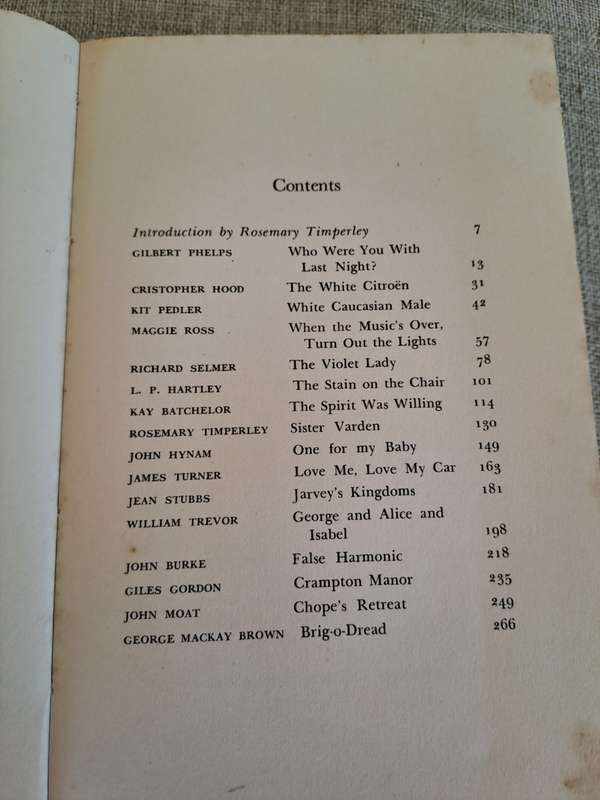 Contents
Introduction by Rosemary Timperley 7
GILBERT PHELPS Who Were You With
Last Night? 13
CRISTOPHER HOOD The White Citroën 31
KIT PEDLER White Caucasian Male 42
MAGGIE ROSS When the Music's Over,
Turn Out the Lights 57
RICHARD SELMER The Violet Lady 78
L. P. HARTLEY The Stain on the Chair 101
KAY BATCHELOR The Spirit Was Willing 114
ROSEMARY TIMPERLEY Sister Varden 130
JOHN HYNAM One for my Baby 149
JAMES TURNER Love Me, Love My Car 163
JEAN STUBBS Jarvey's Kingdoms 181
WILLIAM TREVOR George and Alice and
Isabel 198
JOHN BURKE False Harmonic 218
GILES GORDON Crampton Manor 235
JOHN MOAT Chope's Retreat 249
GEORGE MACKAY BROWN Brig-o-Dread 266